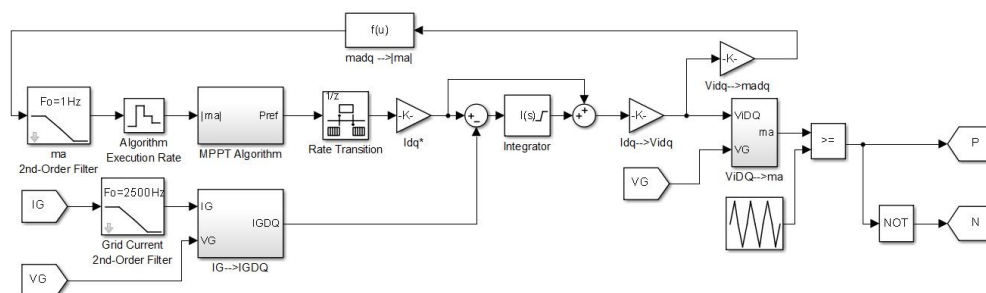 f(u)
madq -->|ma|
-K-
Vidq-->madq
Fo=1Hz
ma
2nd-Order Filter
Algorithm
Execution Rate
|ma|
Pref
MPPT Algorithm
1/z
Rate Transition
-K-
Idq*
+
-
I(s)
Integrator
+
+
-K-
Idq-->Vidq
ViDQ
VG
ma
ViDQ-->ma
>=
P
VG
IG
Fo=2500Hz
Grid Current
2nd-Order Filter
IG
VG
IGDQ
IG-->IGDQ
VG
NOT
N